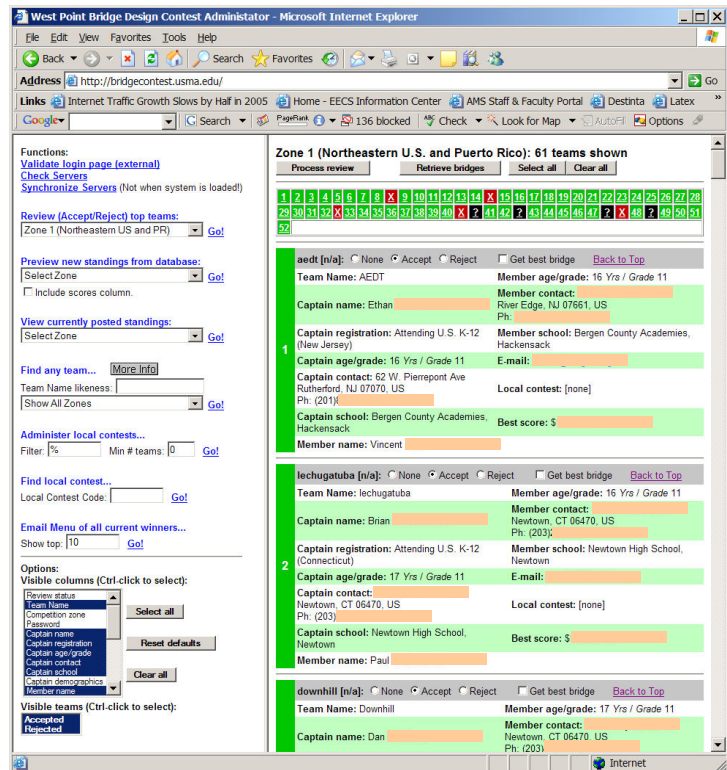 West Point Bridge Design Contest Administator - Microsoft Internet Explorer
File Edit View Favorites Tools Help
Back Search Favorites
Address http://bridgecontest.usma.edu/ Go
Links Internet Traffic Growth Slows by Half in 2005 Home - EECS Information Center AMS Staff & Faculty Portal Destinta Latex »
Google Search PageRank 136 blocked Check Look for Map AutoFill Options
Functions:
Validate login page (external)
Check Servers
Synchronize Servers (Not when system is loaded!)
Review (Accept/Reject) top teams:
Zone 1 (Northeastern US and PR) Go!
Preview new standings from database:
Select Zone Go!
Include scores column.
View currently posted standings:
Select Zone Go!
Find any team... More Info
Team Name likeness:
Show All Zones Go!
Administer local contests...
Filter: % Min # teams: 0 Go!
Find local contest...
Local Contest Code: Go!
Email Menu of all current winners...
Show top: 10 Go!
Options:
Visible columns (Ctrl-click to select):
Review status
Team Name
Competition zone
Password
Captain name
Captain registration
Captain age/grade
Captain contact
Captain school
Captain demographics
Member name
Select all
Reset defaults
Clear all
Visible teams (Ctrl-click to select):
Accepted
Rejected
Zone 1 (Northeastern U.S. and Puerto Rico): 61 teams shown
Process review Retrieve bridges Select all Clear all
1 2 3 4 5 6 7 8 X 9 10 11 12 13 14 X 15 16 17 18 19 20 21 22 23 24 25 26 27 28
29 30 31 32 X 33 34 35 36 37 38 39 40 X ? 41 42 ? 43 44 45 46 47 ? X 48 ? 49 50 51
52
aedt [n/a]: None Accept Reject Get best bridge Back to Top
1
Team Name: AEDT Member age/grade: 16 Yrs / Grade 11
Captain name: Ethan Member contact:
River Edge, NJ 07661, US
Ph:
Captain registration: Attending U.S. K-12 Member school: Bergen County Academies,
(New Jersey) Hackensack
Captain age/grade: 16 Yrs / Grade 11 E-mail:
Captain contact: 62 W. Pierrepont Ave
Rutherford, NJ 07070, US Local contest: [none]
Ph: (201)
Captain school: Bergen County Academies, Best score: $
Hackensack
Member name: Vincent
lechugatuba [n/a]: None Accept Reject Get best bridge Back to Top
2
Team Name: lechugatuba Member age/grade: 16 Yrs / Grade 11
Captain name: Brian Member contact:
Newtown, CT 06470, US
Ph: (203)
Captain registration: Attending U.S. K-12 Member school: Newtown High School,
(Connecticut) Newtown
Captain age/grade: 17 Yrs / Grade 11 E-mail:
Captain contact:
Newtown, CT 06470, US Local contest: [none]
Ph: (203)
Captain school: Newtown High School, Best score: $
Newtown
Member name: Paul
downhill [n/a]: None Accept Reject Get best bridge Back to Top
Team Name: Downhill Member age/grade: 17 Yrs / Grade 11
Captain name: Dan Member contact:
Newtown, CT 06470, US
Ph: (203)
Internet